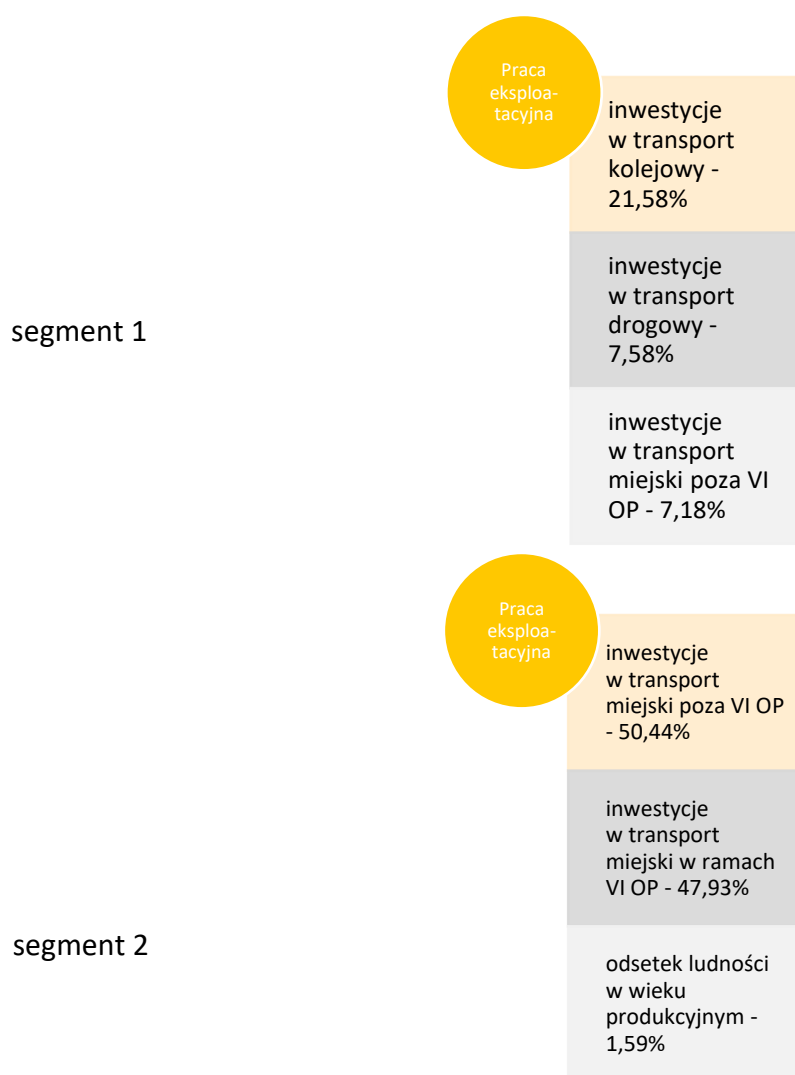 Praca
eksploa-
tacyjna
inwestycje
w transport
kolejowy -
21,58%
inwestycje
w transport
drogowy -
7,58%
segment 1
inwestycje
w transport
miejski poza VI
OP - 7,18%
Praca
eksploa-
tacyjna
inwestycje
w transport
miejski poza VI OP
- 50,44%
inwestycje
w transport
miejski w ramach
VI OP - 47,93%
segment 2
odsetek ludności
w wieku
produkcyjnym -
1,59%